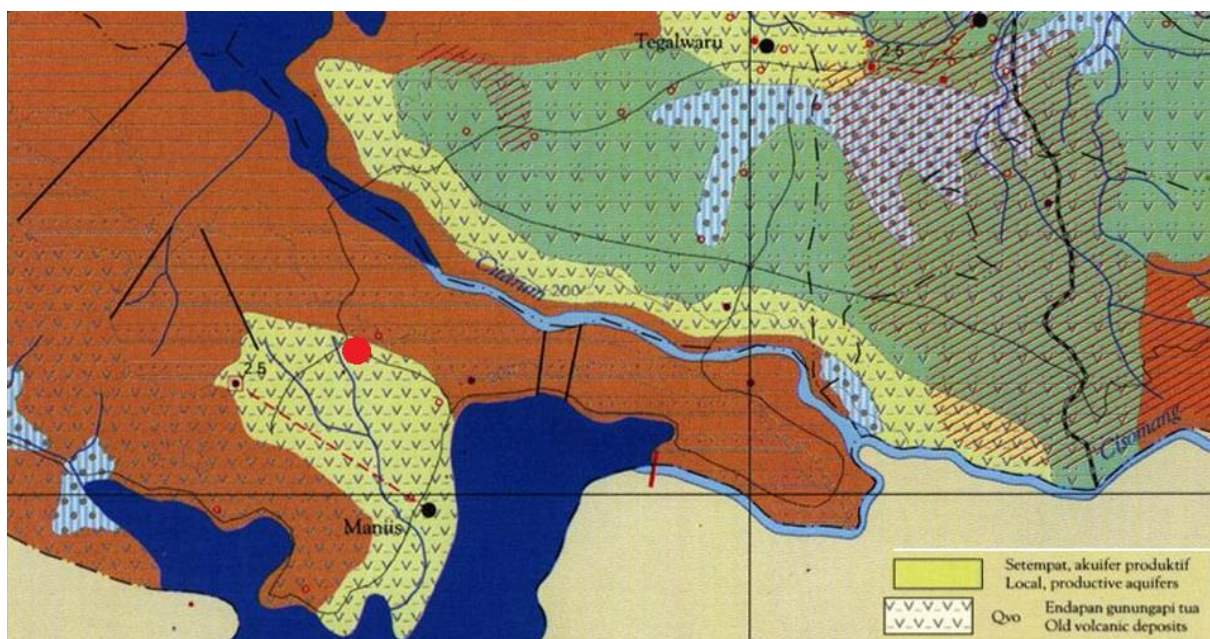 Tegalwaru
2.5
Citarum 200
2.5
200
Cisomang
Maniis
Setempat, akuifer produktif
Local, productive aquifers
Qvo Endapan gunungapi tua
Old volcanic deposits